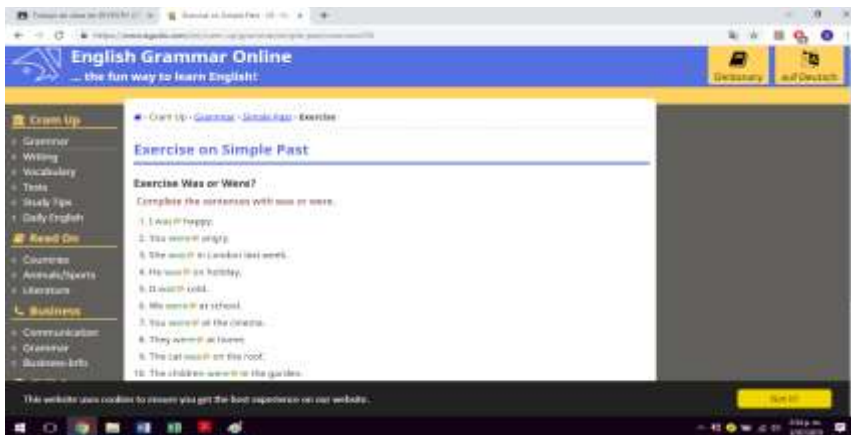 English Grammar Online
... the fun way to learn English!
Dictionary
auf Deutsch
Cram Up
Grammar
Writing
Vocabulary
Tests
Study Tips
Daily English
Read On
Countries
Animals/Sports
Literature
Business
Communication
Grammar
Business-Info
Cram Up › Grammar › Simple Past › Exercise
Exercise on Simple Past
Exercise Was or Were?
Complete the sentences with was or were.
1. I was happy.
2. You were angry.
3. She was in London last week.
4. He was on holiday.
5. It was cold.
6. We were at school.
7. You were at the cinema.
8. They were at home.
9. The cat was on the roof.
10. The children were in the garden.
This website uses cookies to ensure you get the best experience on our website.
Got it!